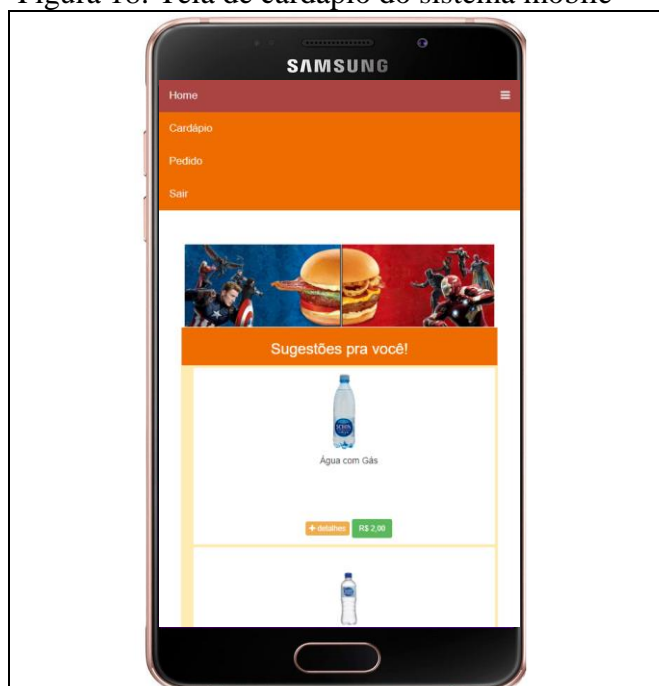 Figura 18: Tela de cardápio do sistema mobile
SAMSUNG
Home
Cardápio
Pedido
Sair
Sugestões pra você!
Água com Gás
+ detalhes R$ 2,00